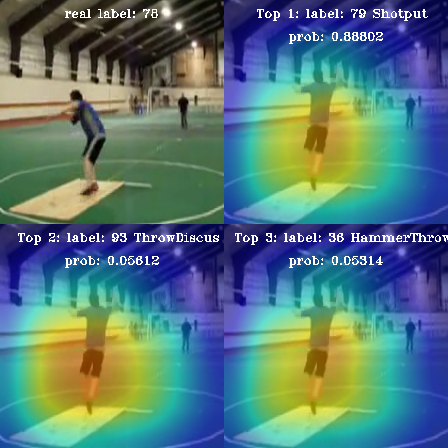 real label: 78
Top 1: label: 79 Shotput
prob: 0.88802
Top 2: label: 93 ThrowDiscus
prob: 0.05612
Top 3: label: 36 HammerThrow
prob: 0.05314